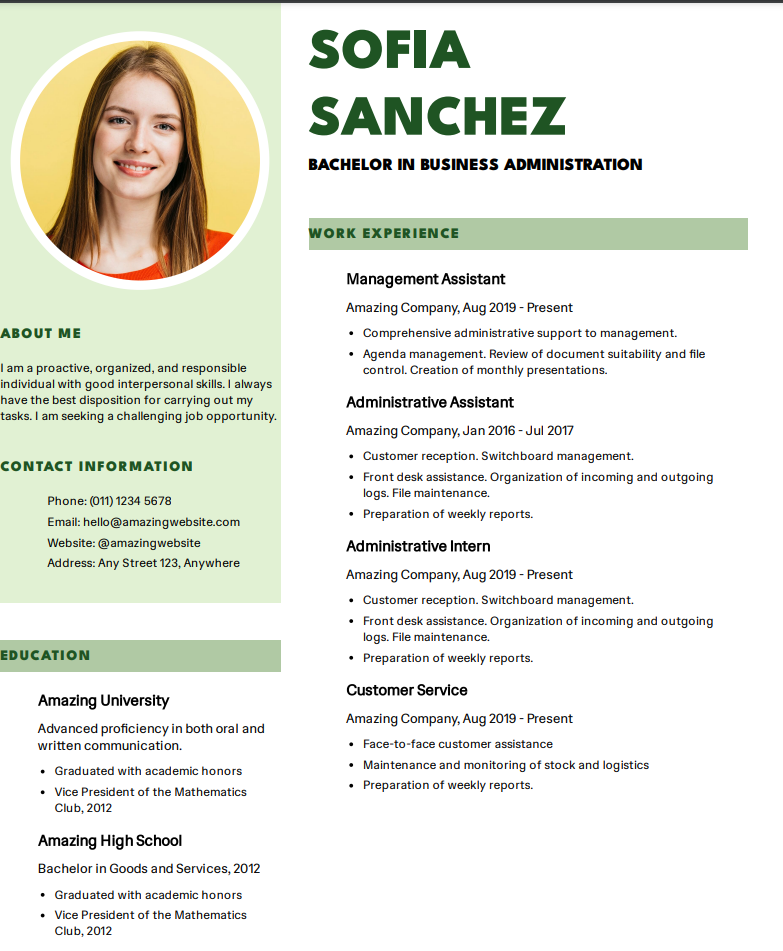 SOFIA
SANCHEZ
BACHELOR IN BUSINESS ADMINISTRATION
ABOUT ME
I am a proactive, organized, and responsible
individual with good interpersonal skills. I always
have the best disposition for carrying out my
tasks. I am seeking a challenging job opportunity.
CONTACT INFORMATION
Phone: (011) 1234 5678
Email: hello@amazingwebsite.com
Website: @amazingwebsite
Address: Any Street 123, Anywhere
EDUCATION
Amazing University
Advanced proficiency in both oral and
written communication.
• Graduated with academic honors
• Vice President of the Mathematics
Club, 2012
Amazing High School
Bachelor in Goods and Services, 2012
• Graduated with academic honors
• Vice President of the Mathematics
Club, 2012
WORK EXPERIENCE
Management Assistant
Amazing Company, Aug 2019 - Present
• Comprehensive administrative support to management.
• Agenda management. Review of document suitability and file
control. Creation of monthly presentations.
Administrative Assistant
Amazing Company, Jan 2016 - Jul 2017
• Customer reception. Switchboard management.
• Front desk assistance. Organization of incoming and outgoing
logs. File maintenance.
• Preparation of weekly reports.
Administrative Intern
Amazing Company, Aug 2019 - Present
• Customer reception. Switchboard management.
• Front desk assistance. Organization of incoming and outgoing
logs. File maintenance.
• Preparation of weekly reports.
Customer Service
Amazing Company, Aug 2019 - Present
• Face-to-face customer assistance
• Maintenance and monitoring of stock and logistics
• Preparation of weekly reports.